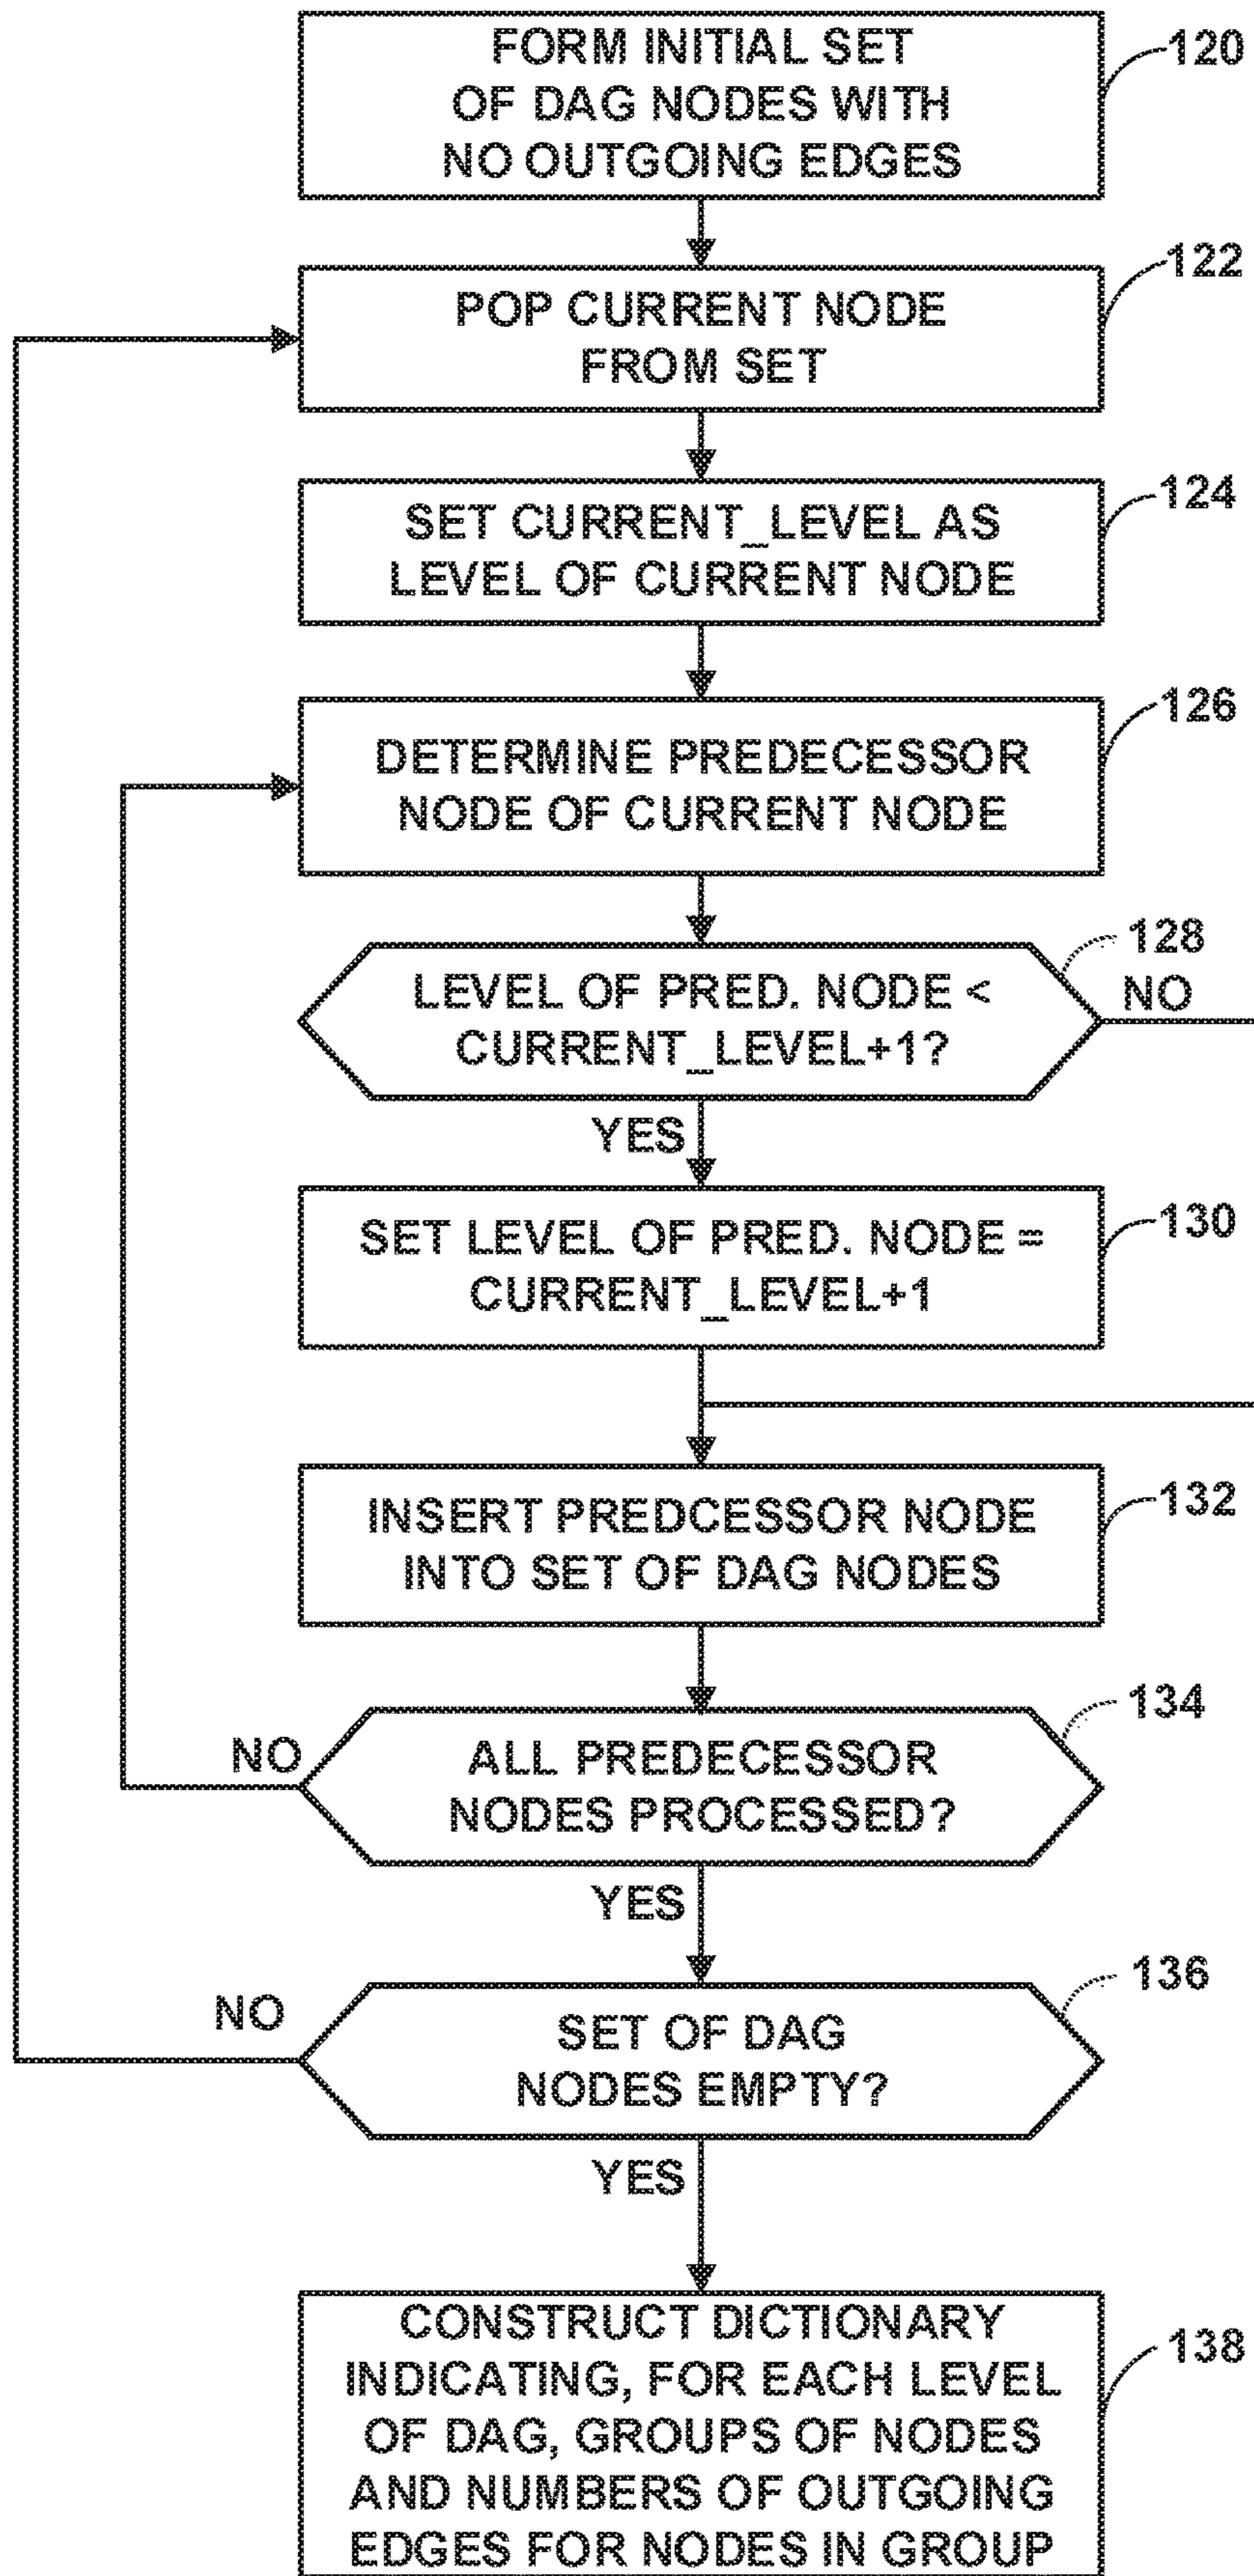 FORM INITIAL SET
OF DAG NODES WITH
NO OUTGOING EDGES
120
POP CURRENT NODE
FROM SET
122
SET CURRENT_LEVEL AS
LEVEL OF CURRENT NODE
124
DETERMINE PREDECESSOR
NODE OF CURRENT NODE
126
LEVEL OF PRED. NODE <
CURRENT_LEVEL+1?
128
NO
YES
SET LEVEL OF PRED. NODE =
CURRENT_LEVEL+1
130
INSERT PREDCESSOR NODE
INTO SET OF DAG NODES
132
ALL PREDECESSOR
NODES PROCESSED?
134
NO
YES
SET OF DAG
NODES EMPTY?
136
NO
YES
CONSTRUCT DICTIONARY
INDICATING, FOR EACH LEVEL
OF DAG, GROUPS OF NODES
AND NUMBERS OF OUTGOING
EDGES FOR NODES IN GROUP
138